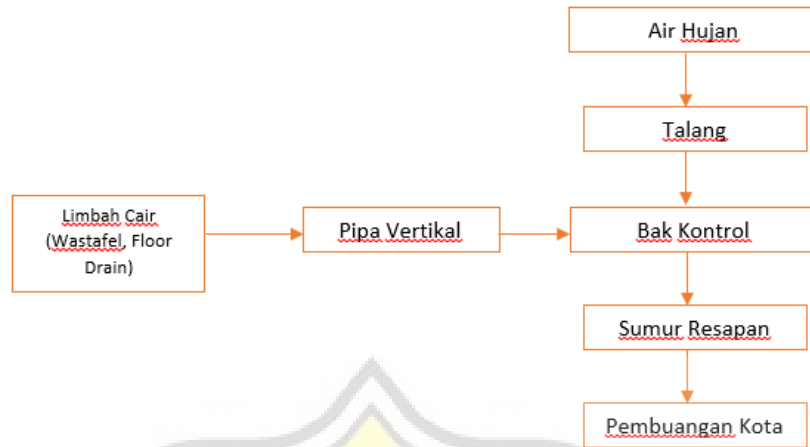 Air Hujan
Talang
Limbah Cair
(Wastafel, Floor
Drain)
Pipa Vertikal
Bak Kontrol
Sumur Resapan
Pembuangan Kota